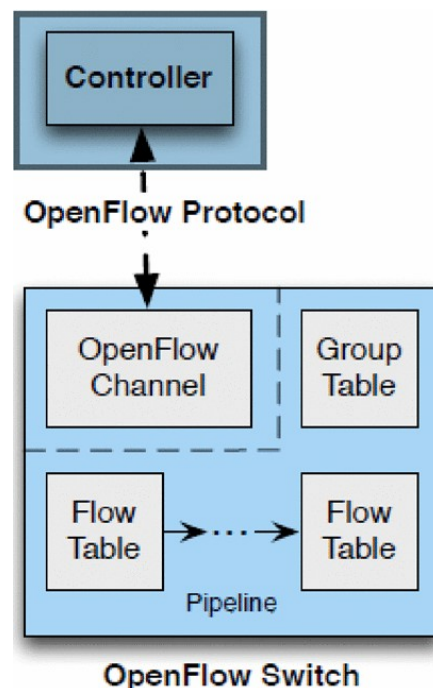 Controller
OpenFlow Protocol
OpenFlow
Channel
Group
Table
Flow
Table
...
Flow
Table
Pipeline
OpenFlow Switch